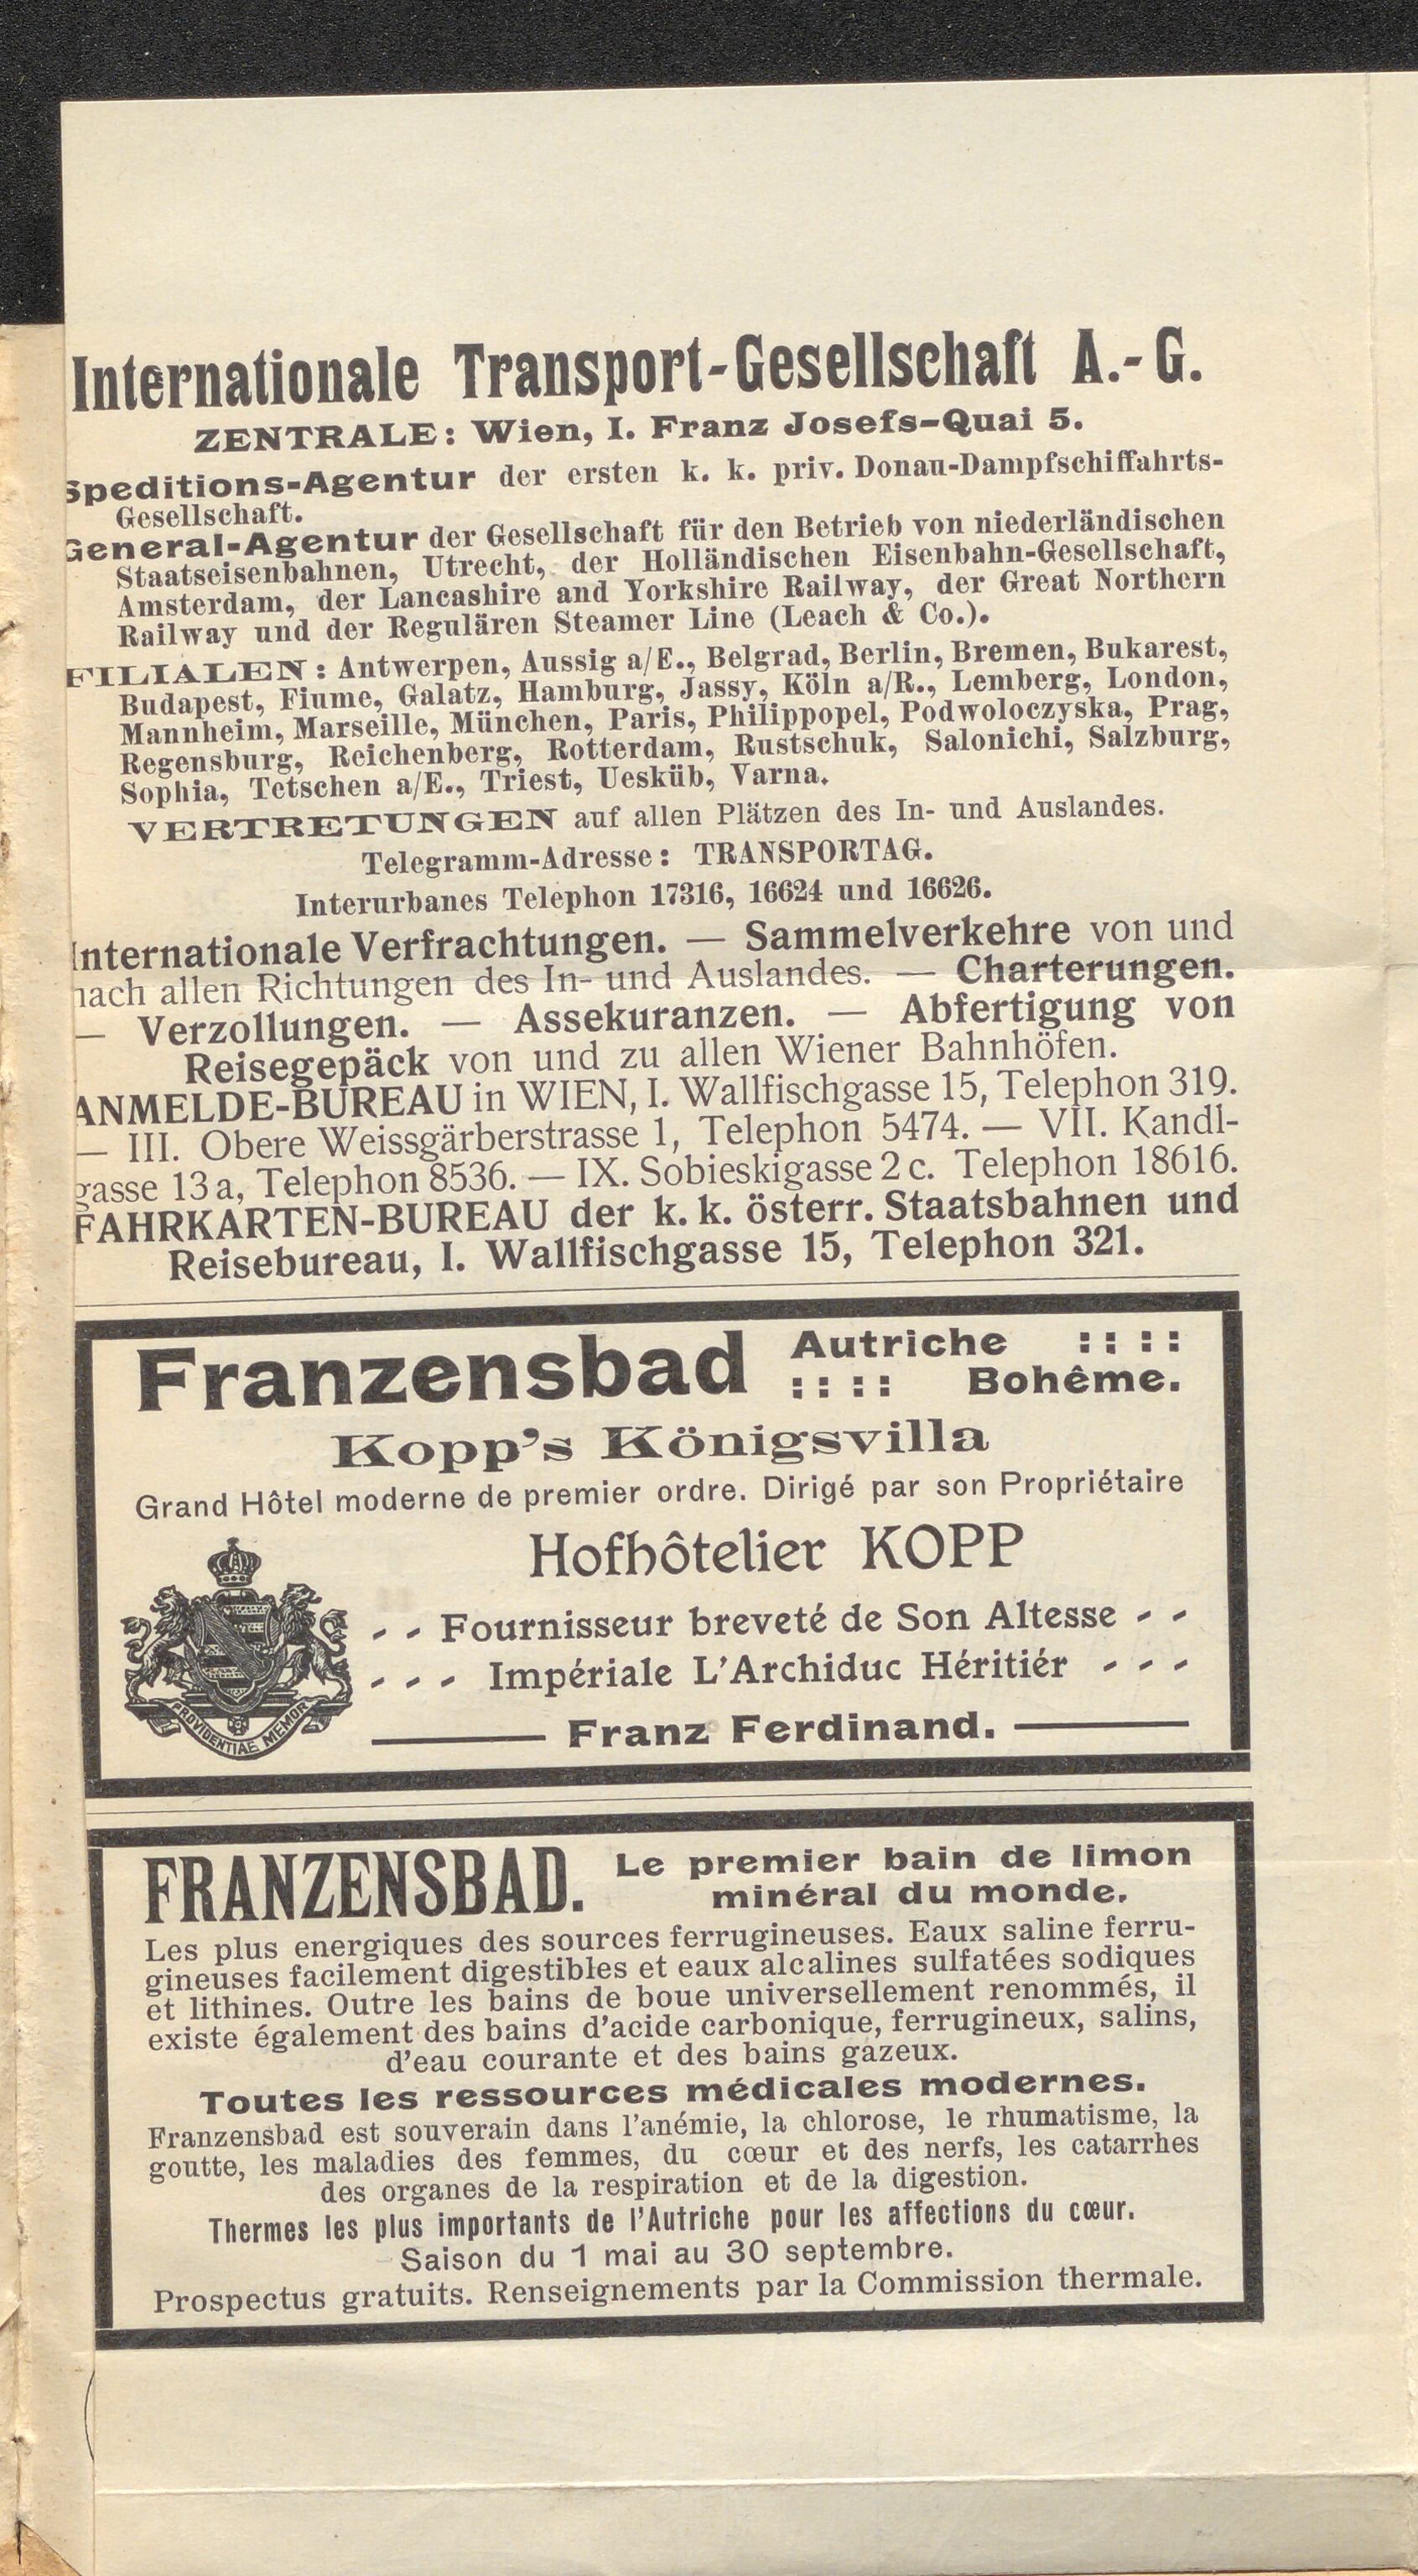 Internationale Transport-Gesellschaft A.-G.
ZENTRALE: Wien, I. Franz Josefs-Quai 5.
Speditions-Agentur der ersten k. k. priv. Donau-Dampfschiffahrts-
Gesellschaft.
General-Agentur der Gesellschaft für den Betrieb von niederländischen
Staatseisenbahnen, Utrecht, der Holländischen Eisenbahn-Gesellschaft,
Amsterdam, der Lancashire and Yorkshire Railway, der Great Northern
Railway und der Regulären Steamer Line (Leach & Co.).
FILIALEN: Antwerpen, Aussig a/E., Belgrad, Berlin, Bremen, Bukarest,
Budapest, Fiume, Galatz, Hamburg, Jassy, Köln a/R., Lemberg, London,
Mannheim, Marseille, München, Paris, Philippopel, Podwoloczyska, Prag,
Regensburg, Reichenberg, Rotterdam, Rustschuk, Salonichi, Salzburg,
Sophia, Tetschen a/E., Triest, Uesküb, Varna.
VERTRETUNGEN auf allen Plätzen des In- und Auslandes.
Telegramm-Adresse: TRANSPORTAG.
Interurbanes Telephon 17316, 16624 und 16626.
Internationale Verfrachtungen. — Sammelverkehre von und
nach allen Richtungen des In- und Auslandes. — Charterungen.
— Verzollungen. — Assekuranzen. — Abfertigung von
Reisegepäck von und zu allen Wiener Bahnhöfen.
ANMELDE-BUREAU in WIEN, I. Wallfischgasse 15, Telephon 319.
— III. Obere Weissgärberstrasse 1, Telephon 5474. — VII. Kandl-
gasse 13a, Telephon 8536. — IX. Sobieskigasse 2c. Telephon 18616.
FAHRKARTEN-BUREAU der k. k. österr. Staatsbahnen und
Reisebureau, I. Wallfischgasse 15, Telephon 321.
Franzensbad Autriche : : : :
: : : : Bohême.
Kopp's Königsvilla
Grand Hôtel moderne de premier ordre. Dirigé par son Propriétaire
Hofhôtelier KOPP
- - Fournisseur breveté de Son Altesse - -
- - - Impériale L'Archiduc Héritiér - - -
Franz Ferdinand.
PROVIDENTIAE MEMOR
FRANZENSBAD. Le premier bain de limon
minéral du monde.
Les plus energiques des sources ferrugineuses. Eaux saline ferru-
gineuses facilement digestibles et eaux alcalines sulfatées sodiques
et lithines. Outre les bains de boue universellement renommés, il
existe également des bains d'acide carbonique, ferrugineux, salins,
d'eau courante et des bains gazeux.
Toutes les ressources médicales modernes.
Franzensbad est souverain dans l'anémie, la chlorose, le rhumatisme, la
goutte, les maladies des femmes, du cœur et des nerfs, les catarrhes
des organes de la respiration et de la digestion.
Thermes les plus importants de l'Autriche pour les affections du cœur.
Saison du 1 mai au 30 septembre.
Prospectus gratuits. Renseignements par la Commission thermale.